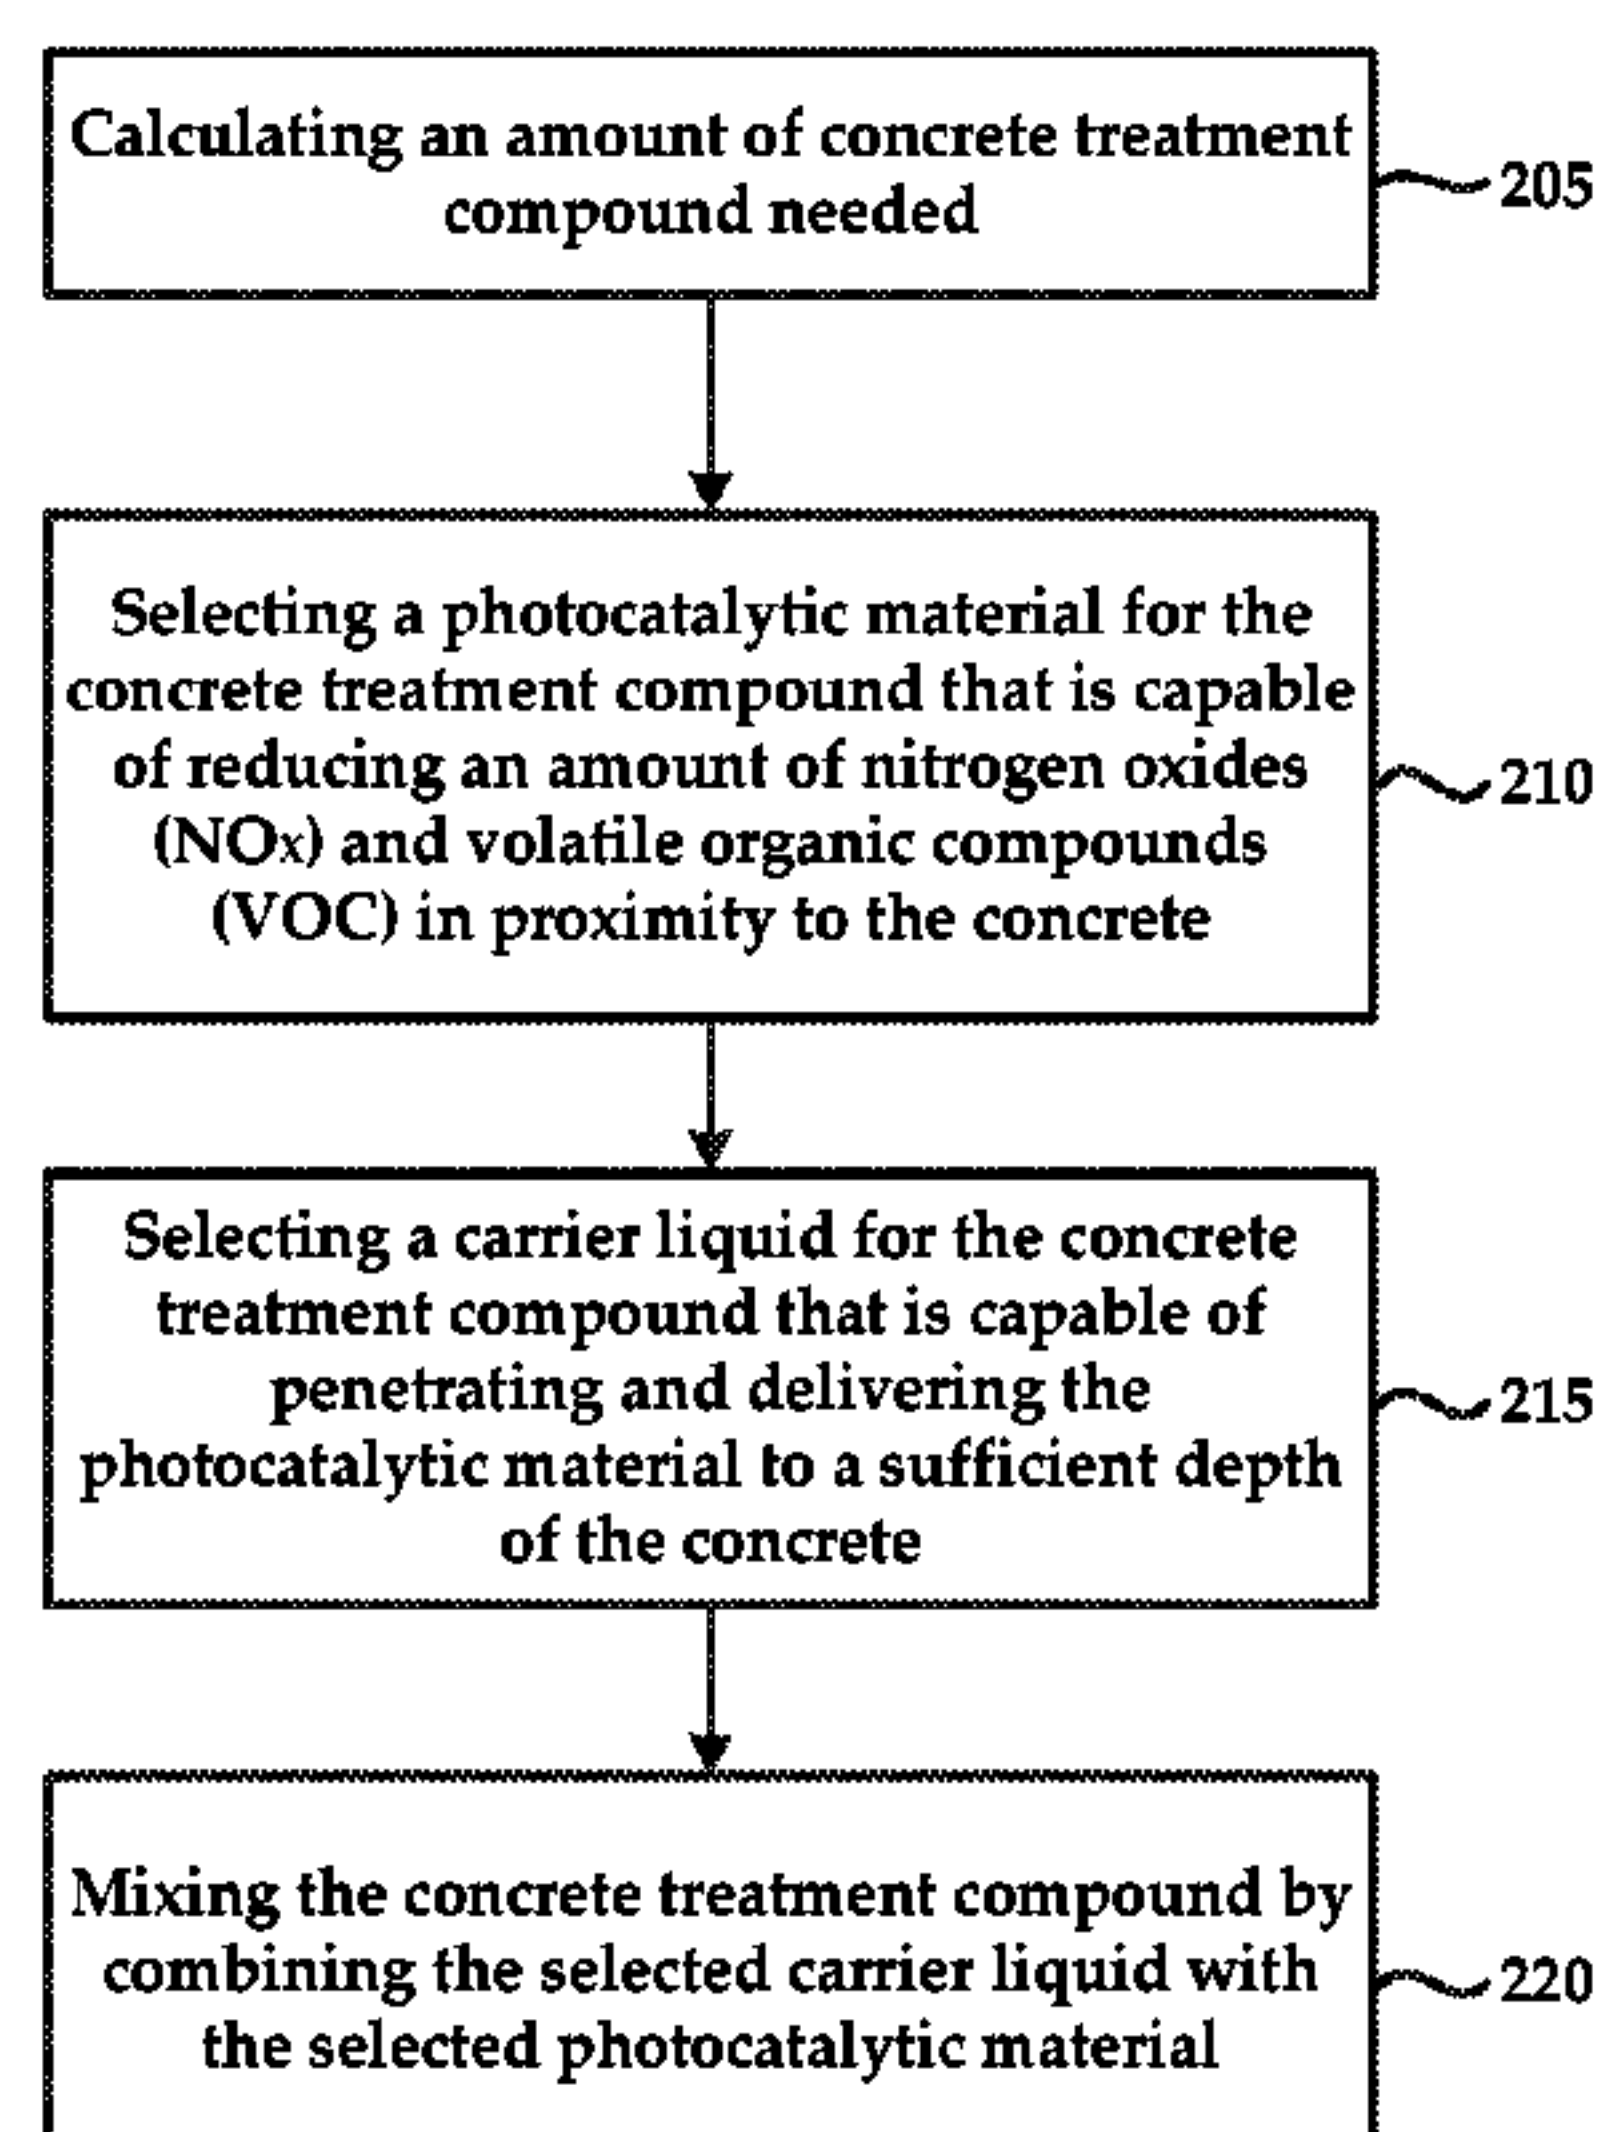 Calculating an amount of concrete treatment
compound needed
205
Selecting a photocatalytic material for the
concrete treatment compound that is capable
of reducing an amount of nitrogen oxides
(NOx) and volatile organic compounds
(VOC) in proximity to the concrete
210
Selecting a carrier liquid for the concrete
treatment compound that is capable of
penetrating and delivering the
photocatalytic material to a sufficient depth
of the concrete
215
Mixing the concrete treatment compound by
combining the selected carrier liquid with
the selected photocatalytic material
220